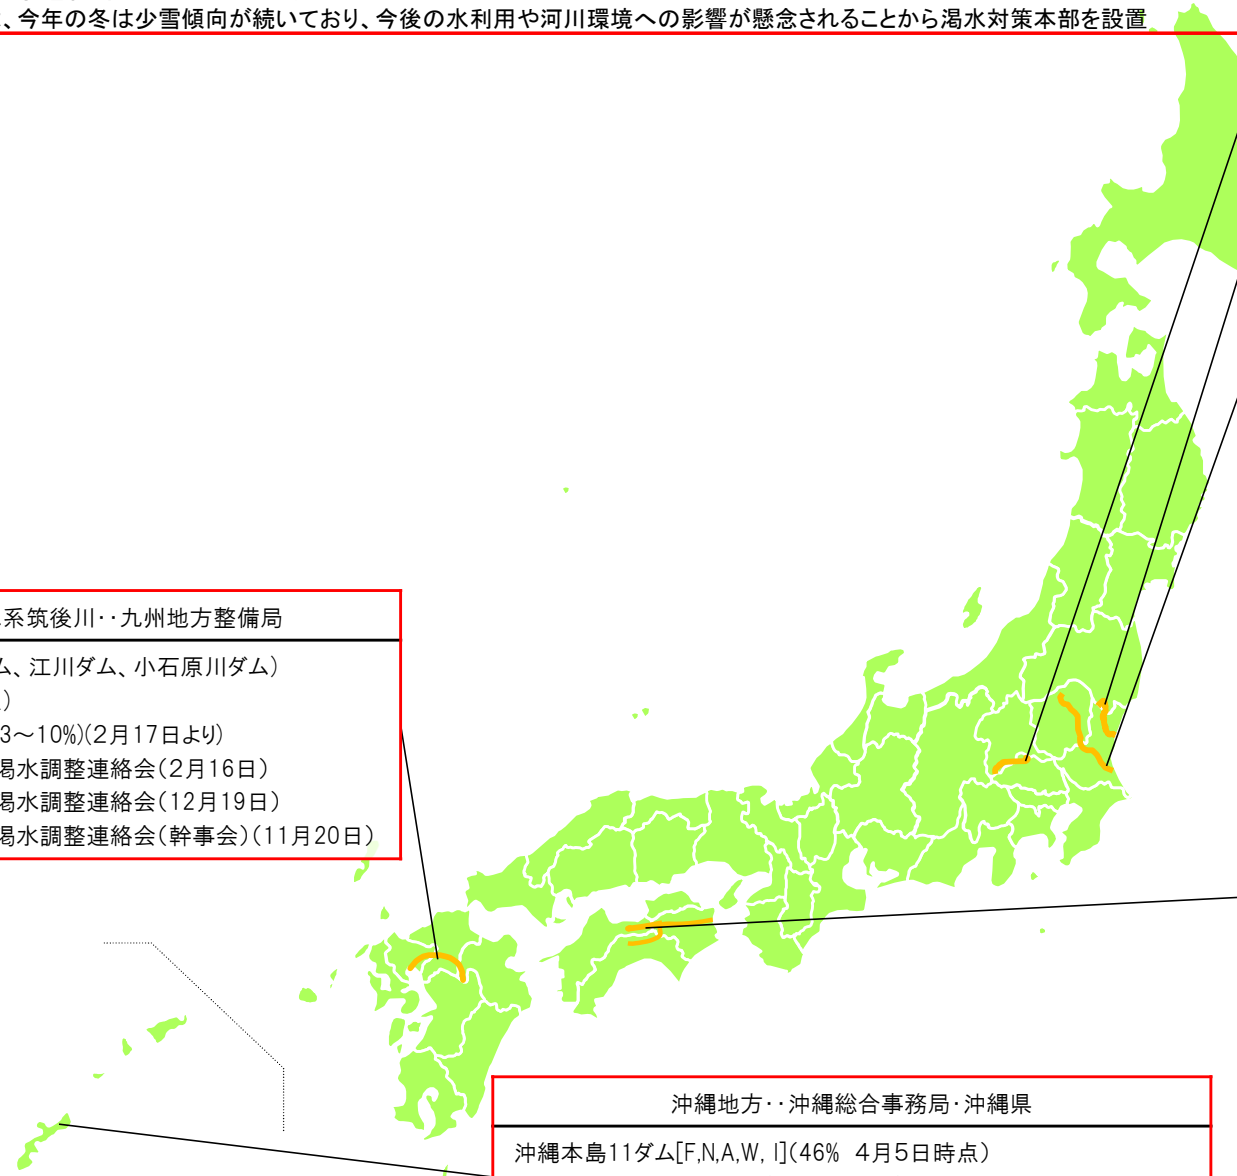 、今年の冬は少雪傾向が続いており、今後の水利用や河川環境への影響が懸念されることから渇水対策本部を設置
系筑後川‥九州地方整備局
ム、江川ダム、小石原川ダム)
)
3～10%)(2月17日より)
渇水調整連絡会(2月16日)
渇水調整連絡会(12月19日)
渇水調整連絡会(幹事会)(11月20日)
沖縄地方‥沖縄総合事務局・沖縄県
沖縄本島11ダム[F,N,A,W, I](46% 4月5日時点)